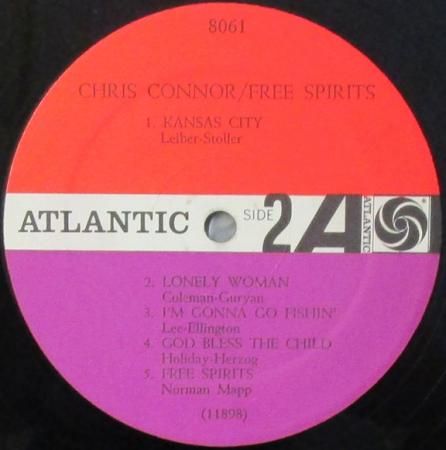 8061
CHRIS CONNOR/FREE SPIRITS
1. KANSAS CITY
Leiber-Stoller
ATLANTIC SIDE 2 A ATLANTIC
2. LONELY WOMAN
Coleman-Guryan
3. I'M GONNA GO FISHIN'
Lee-Ellington
4. GOD BLESS THE CHILD
Holiday-Herzog
5. FREE SPIRITS
Norman Mapp
(11898)